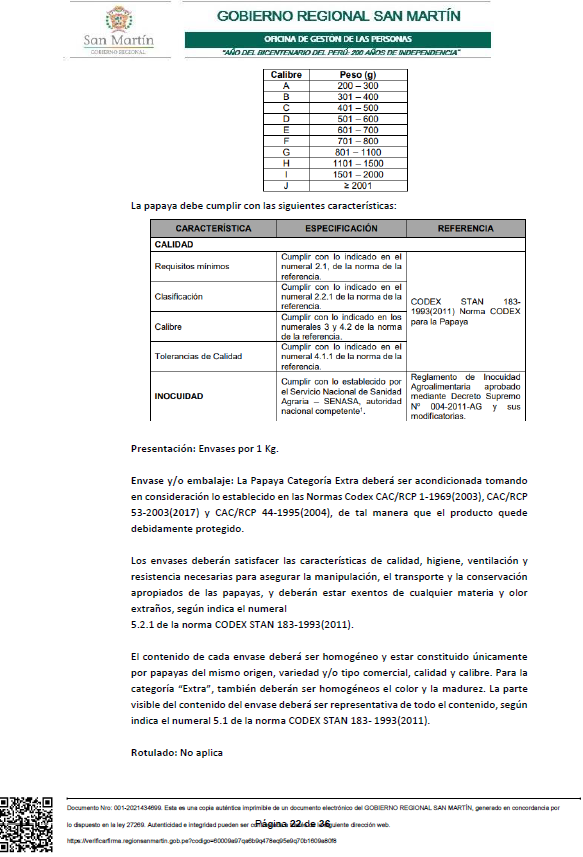 San Martín
GOBIERNO REGIONAL
GOBIERNO REGIONAL SAN MARTÍN
OFICINA DE GESTIÓN DE LAS PERSONAS
"AÑO DEL BICENTENARIO DEL PERÚ: 200 AÑOS DE INDEPENDENCIA"
Calibre Peso (g)
A 200 – 300
B 301 – 400
C 401 – 500
D 501 – 600
E 601 – 700
F 701 – 800
G 801 – 1100
H 1101 – 1500
I 1501 – 2000
J ≥ 2001
La papaya debe cumplir con las siguientes características:
CARACTERÍSTICA ESPECIFICACIÓN REFERENCIA
CALIDAD
Requisitos mínimos
Cumplir con lo indicado en el
numeral 2.1, de la norma de la
referencia.
Clasificación
Cumplir con lo indicado en el
numeral 2.2.1 de la norma de la
referencia.
Calibre
Cumplir con lo indicado en los
numerales 3 y 4.2 de la norma
de la referencia.
Tolerancias de Calidad
Cumplir con lo indicado en el
numeral 4.1.1 de la norma de la
referencia.
CODEX STAN 183-
1993(2011) Norma CODEX
para la Papaya
INOCUIDAD
Cumplir con lo establecido por
el Servicio Nacional de Sanidad
Agraria – SENASA, autoridad
nacional competente¹.
Reglamento de Inocuidad
Agroalimentaria aprobado
mediante Decreto Supremo
Nº 004-2011-AG y sus
modificatorias.
Presentación: Envases por 1 Kg.
Envase y/o embalaje: La Papaya Categoría Extra deberá ser acondicionada tomando
en consideración lo establecido en las Normas Codex CAC/RCP 1-1969(2003), CAC/RCP
53-2003(2017) y CAC/RCP 44-1995(2004), de tal manera que el producto quede
debidamente protegido.
Los envases deberán satisfacer las características de calidad, higiene, ventilación y
resistencia necesarias para asegurar la manipulación, el transporte y la conservación
apropiados de las papayas, y deberán estar exentos de cualquier materia y olor
extraños, según indica el numeral
5.2.1 de la norma CODEX STAN 183-1993(2011).
El contenido de cada envase deberá ser homogéneo y estar constituido únicamente
por papayas del mismo origen, variedad y/o tipo comercial, calidad y calibre. Para la
categoría “Extra”, también deberán ser homogéneos el color y la madurez. La parte
visible del contenido del envase deberá ser representativa de todo el contenido, según
indica el numeral 5.1 de la norma CODEX STAN 183- 1993(2011).
Rotulado: No aplica
Documento Nro: 001-2021434699. Esta es una copia auténtica imprimible de un documento electrónico del GOBIERNO REGIONAL SAN MARTÍN, generado en concordancia por
lo dispuesto en la ley 27269. Autenticidad e integridad pueden ser
Página 22 de 36
siguiente dirección web.